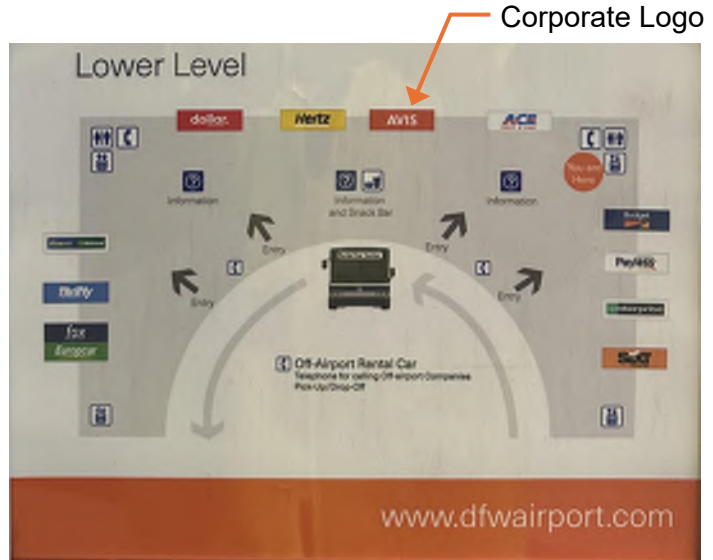 Corporate Logo
Lower Level
dollar.
Hertz
AVIS
ACE
You are
Here
Information
Information
and Snack Bar
Information
Budget
Entry
Entry
Payless
Thrifty
Entry
Entry
fox
Europcar
SIXT
Off-Airport Rental Car
Telephone for calling Off-airport Companies
Pick-Up/Drop-Off
www.dfwairport.com